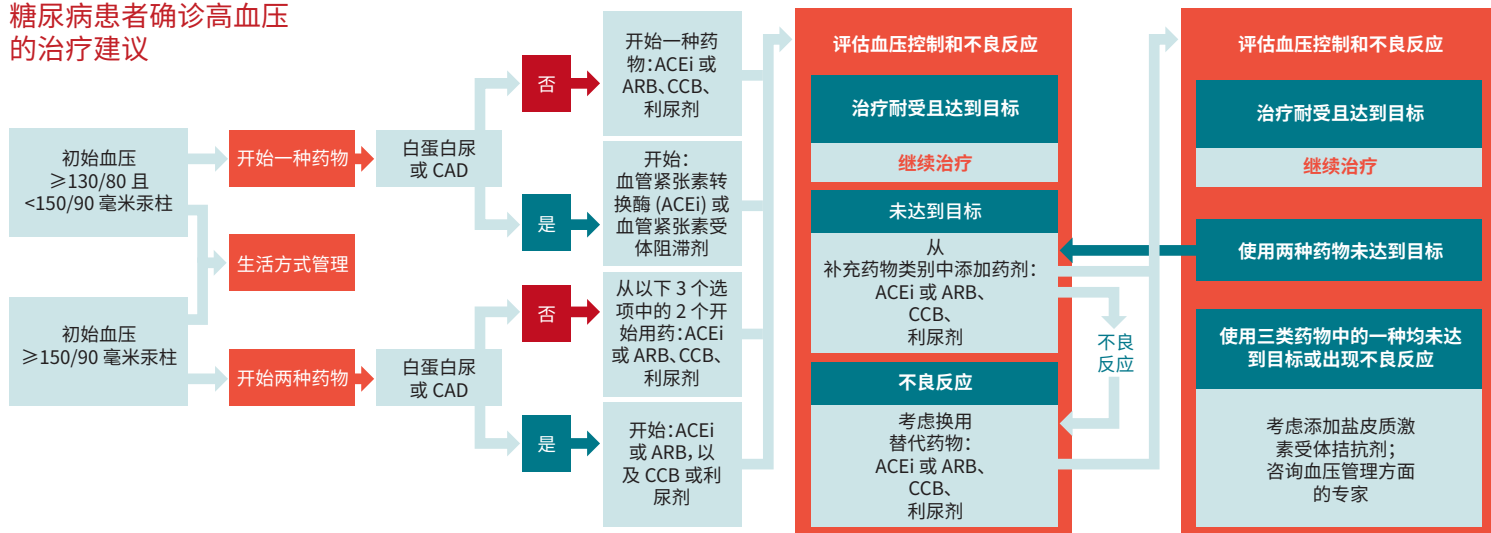 糖尿病患者确诊高血压
的治疗建议
初始血压
≥130/80 且
<150/90 毫米汞柱
初始血压
≥150/90 毫米汞柱
开始一种药物
生活方式管理
开始两种药物
白蛋白尿
或 CAD
白蛋白尿
或 CAD
否
是
否
是
开始一种药
物：ACEi 或
ARB、CCB、
利尿剂
开始：
血管紧张素转
换酶 (ACEi) 或
血管紧张素受
体阻滞剂
从以下 3 个选
项中的 2 个开
始用药：ACEi
或 ARB、CCB、
利尿剂
开始：ACEi
或 ARB，以
及 CCB 或利
尿剂
评估血压控制和不良反应
治疗耐受且达到目标
继续治疗
未达到目标
从
补充药物类别中添加药剂：
ACEi 或 ARB、
CCB、
利尿剂
不良反应
考虑换用
替代药物：
ACEi 或 ARB、
CCB、
利尿剂
不良
反应
评估血压控制和不良反应
治疗耐受且达到目标
继续治疗
使用两种药物未达到目标
使用三类药物中的一种均未达
到目标或出现不良反应
考虑添加盐皮质激
素受体拮抗剂；
咨询血压管理方面
的专家